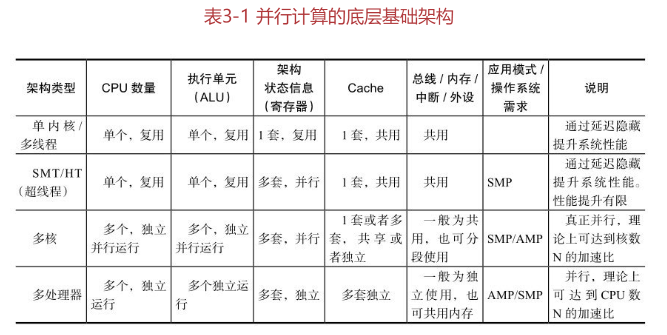 表3-1 并行计算的底层基础架构
架构类型 CPU 数量 执行单元 (ALU) 架构 状态信息 (寄存器) Cache 总线 / 内存 / 中断 / 外设 应用模式 / 操作系统 需求 说明
单内核 / 多线程 单个，复用 单个，复用 1 套，复用 1 套，共用 共用 通过延迟隐藏 提升系统性能
SMT/HT (超线程) 单个，复用 单个，复用 多套，并行 1 套，共用 共用 SMP 通过延迟隐藏 提升系统性能。 性能提升有限
多核 多个，独立 并行运行 多个，独立 并行运行 多套，并行 1 套或者多 套，共享或 者独立 一般为共 用，也可分 段使用 SMP/AMP 真正并行，理 论上可达到核数 N 的加速比
多处理器 多个，独立 运行 多个独立运 行 多套，独立 多套独立 一般为独 立使用，也 可共用内存 AMP/SMP 并行，理论上 可达到 CPU 数 N 的加速比